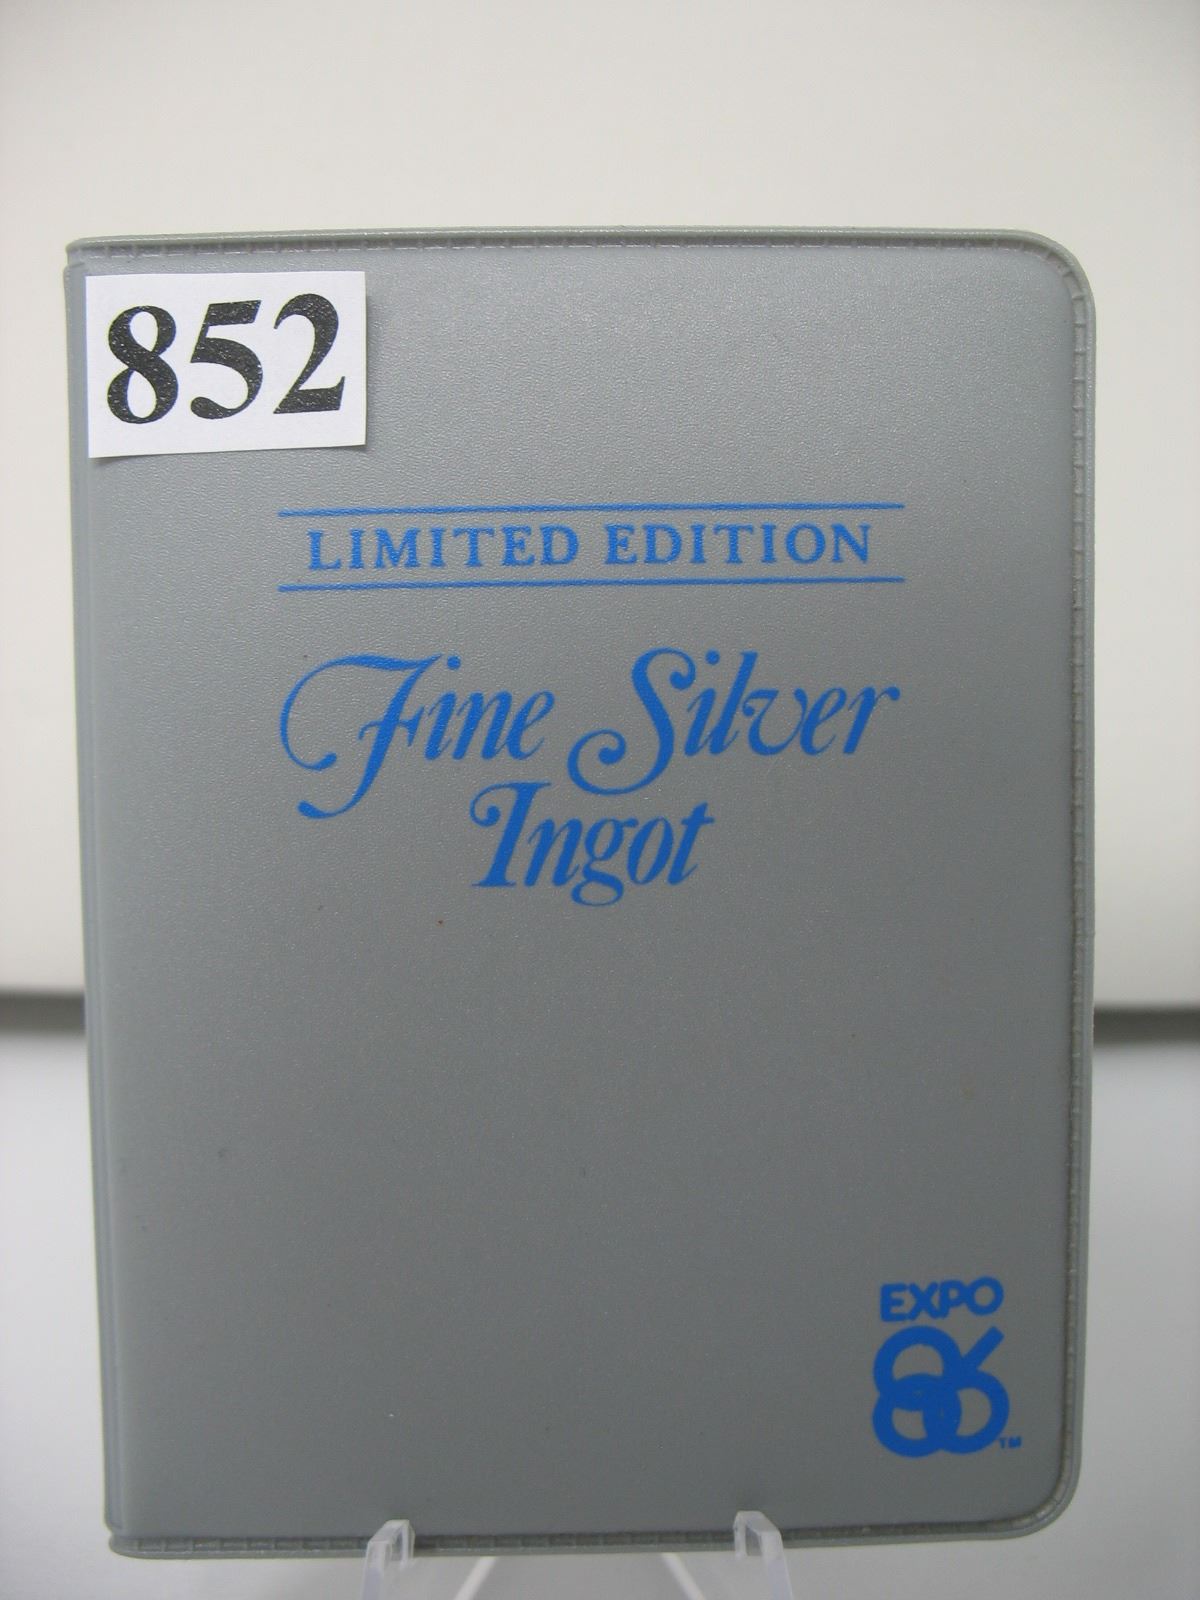 852
LIMITED EDITION
Fine Silver
Ingot
EXPO
86
TM